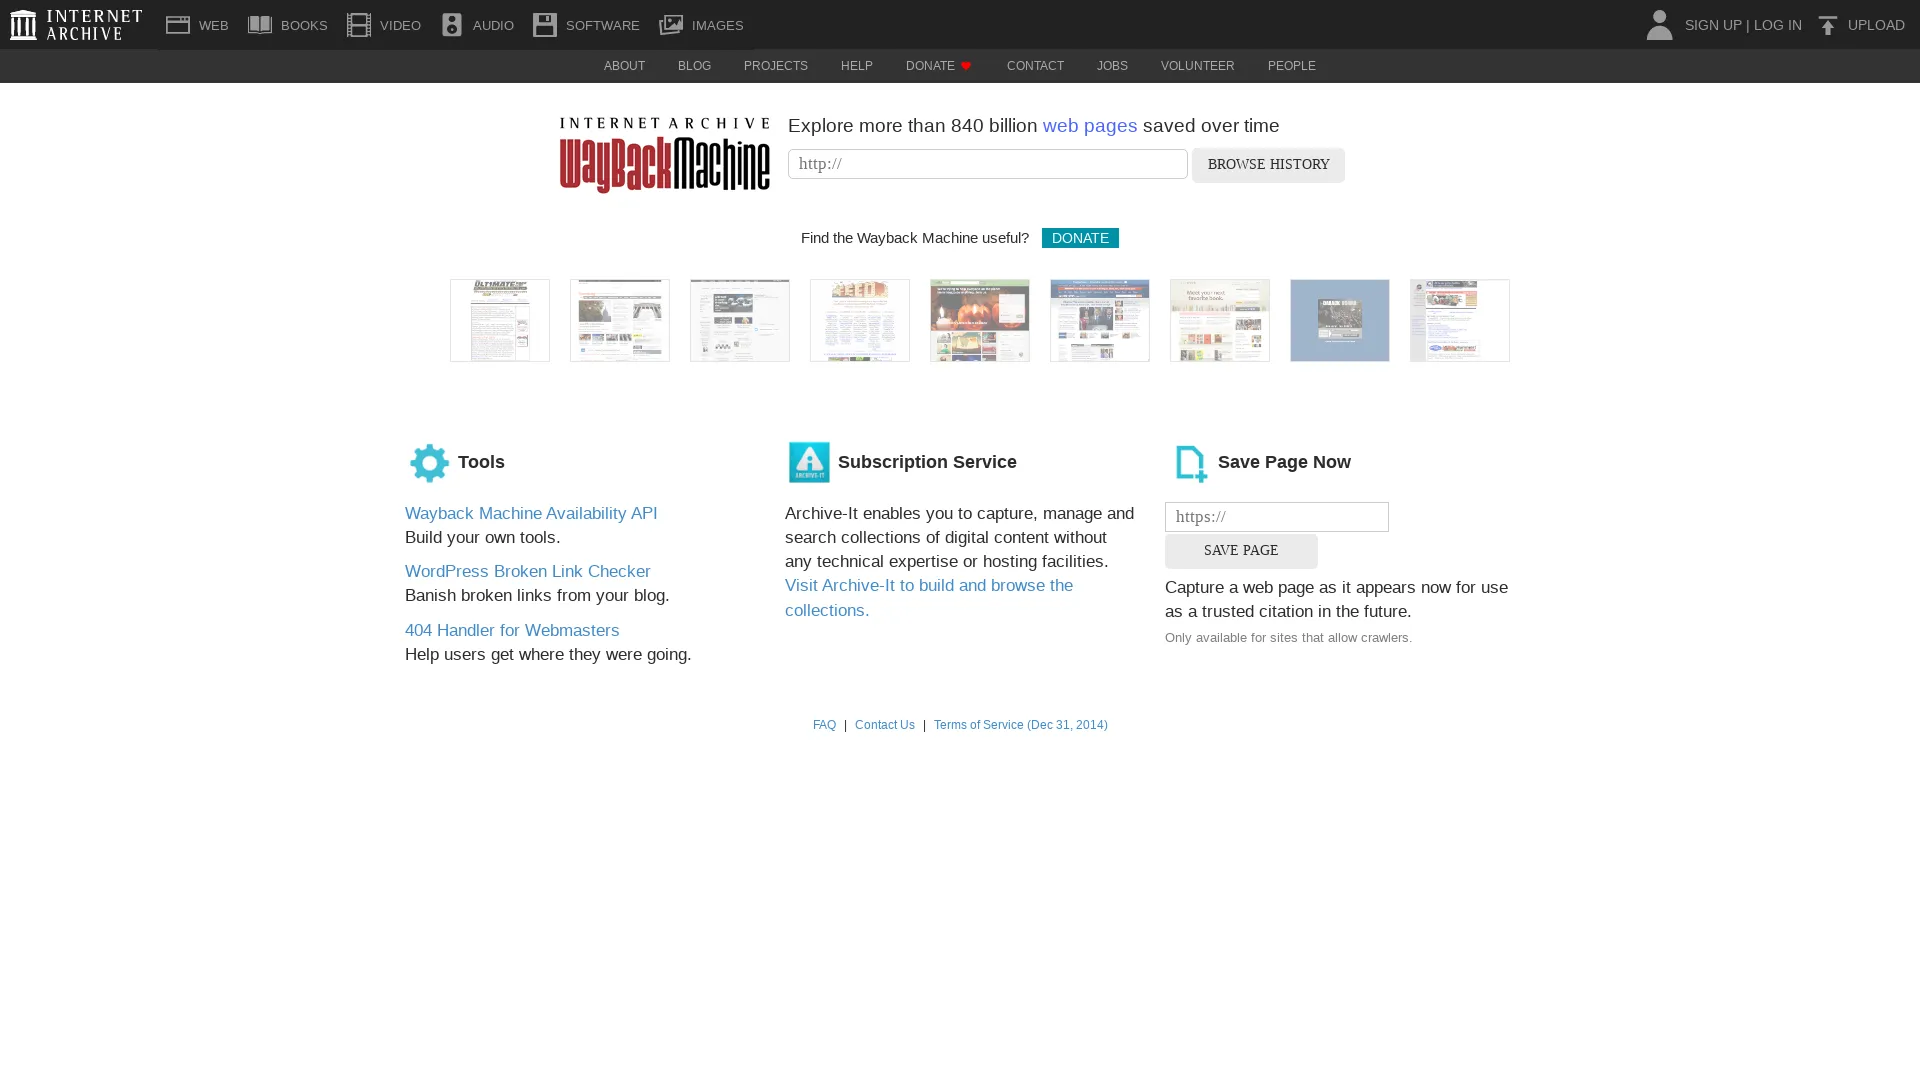 INTERNET ARCHIVE
WEB BOOKS VIDEO AUDIO SOFTWARE IMAGES
SIGN UP | LOG IN UPLOAD
ABOUT BLOG PROJECTS HELP DONATE CONTACT JOBS VOLUNTEER PEOPLE
INTERNET ARCHIVE
WayBackMachine
Explore more than 840 billion web pages saved over time
http://
BROWSE HISTORY
Find the Wayback Machine useful? DONATE
Meet your next
favorite book.
Tools
Wayback Machine Availability API
Build your own tools.
WordPress Broken Link Checker
Banish broken links from your blog.
404 Handler for Webmasters
Help users get where they were going.
ARCHIVE-IT
Subscription Service
Archive-It enables you to capture, manage and
search collections of digital content without
any technical expertise or hosting facilities.
Visit Archive-It to build and browse the
collections.
Save Page Now
https://
SAVE PAGE
Capture a web page as it appears now for use
as a trusted citation in the future.
Only available for sites that allow crawlers.
FAQ | Contact Us | Terms of Service (Dec 31, 2014)